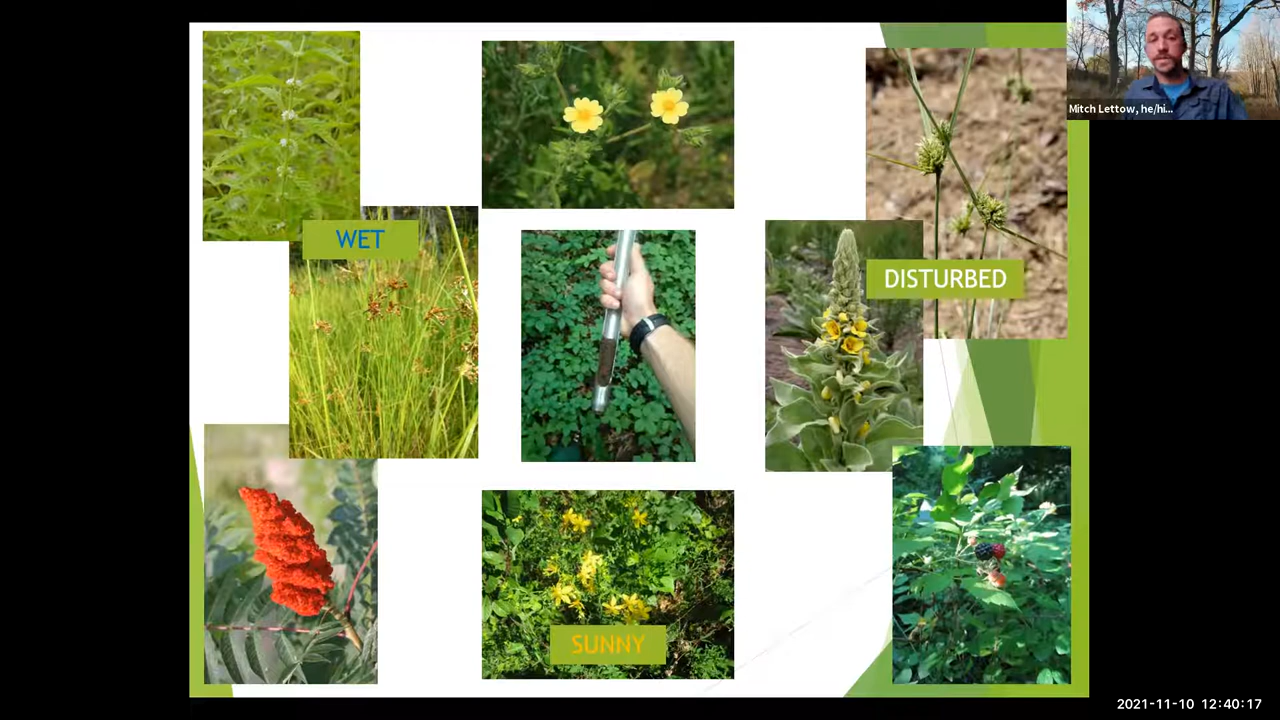 Mitch Lettow, he/hi...
WET
DISTURBED
SUNNY
2021-11-10 12:40:17